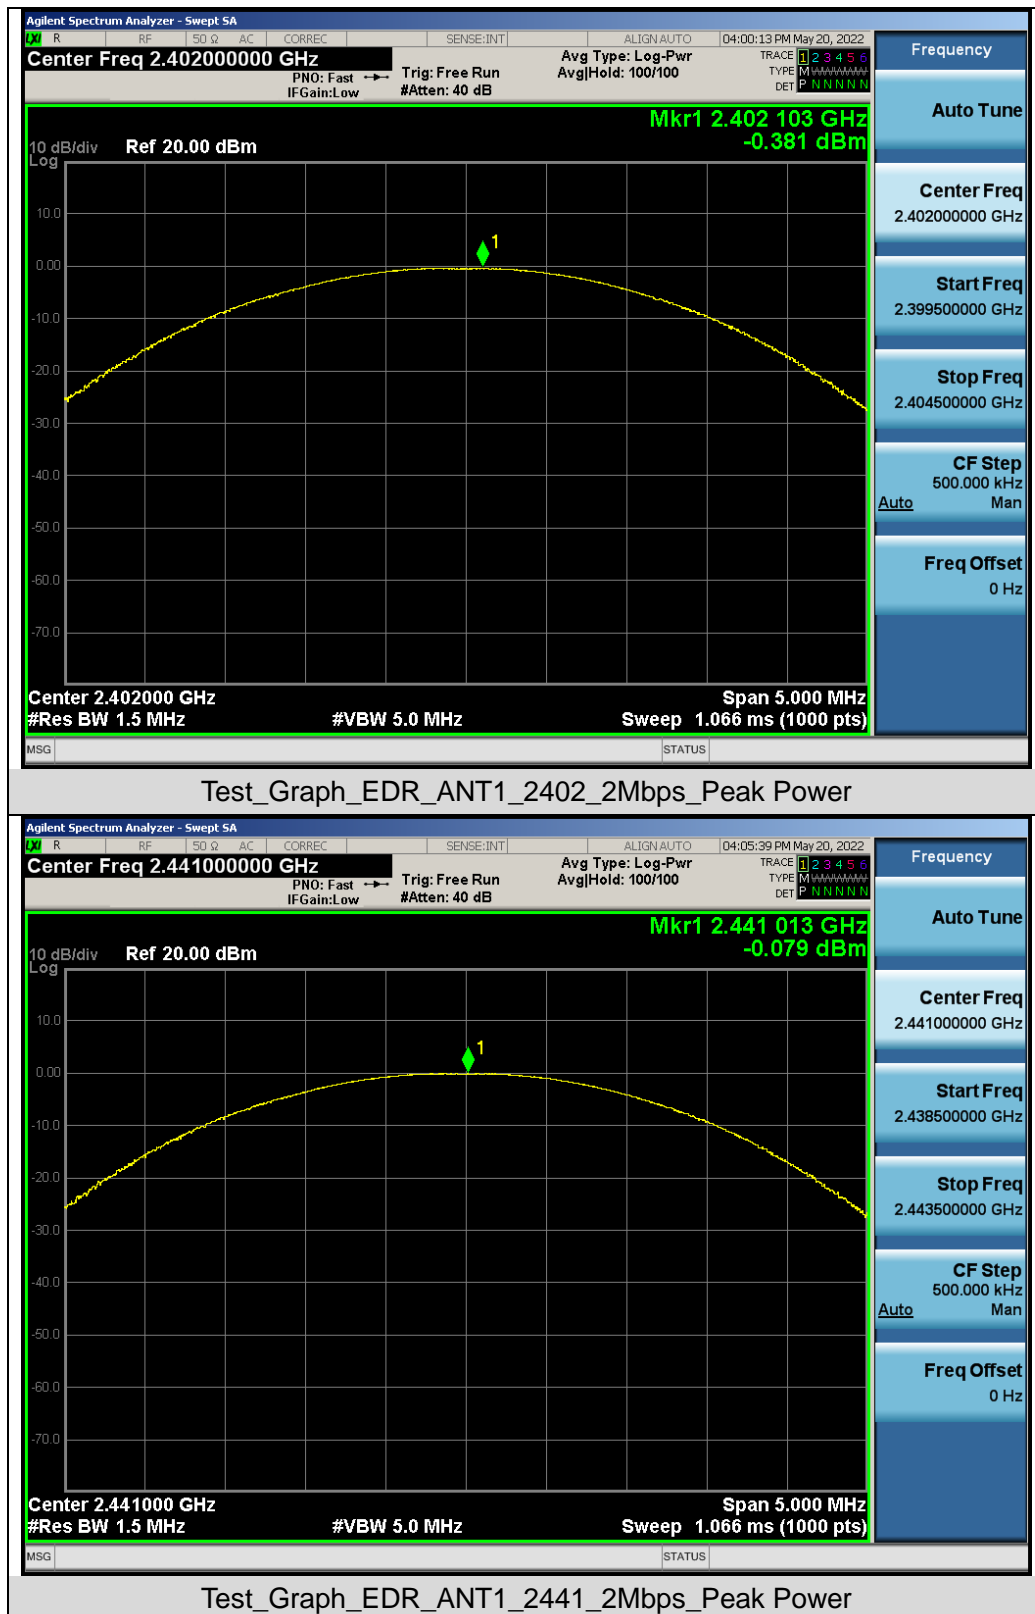 Agilent Spectrum Analyzer - Swept SA
LXI R RF 50 Ω AC CORREC SENSE:INT ALIGN AUTO 04:00:13 PM May 20, 2022
Center Freq 2.402000000 GHz
PNO: Fast
IFGain:Low
Trig: Free Run
#Atten: 40 dB
Avg Type: Log-Pwr
Avg|Hold: 100/100
TRACE 1 2 3 4 5 6
TYPE M
DET P N N N N N
Mkr1 2.402 103 GHz
-0.381 dBm
10 dB/div
Log
Ref 20.00 dBm
10.0
0.00
-10.0
-20.0
-30.0
-40.0
-50.0
-60.0
-70.0
1
Center 2.402000 GHz
Span 5.000 MHz
#Res BW 1.5 MHz
#VBW 5.0 MHz
Sweep 1.066 ms (1000 pts)
MSG
STATUS
Frequency
Auto Tune
Center Freq
2.402000000 GHz
Start Freq
2.399500000 GHz
Stop Freq
2.404500000 GHz
CF Step
500.000 kHz
Auto Man
Freq Offset
0 Hz
Test_Graph_EDR_ANT1_2402_2Mbps_Peak Power
Agilent Spectrum Analyzer - Swept SA
LXI R RF 50 Ω AC CORREC SENSE:INT ALIGN AUTO 04:05:39 PM May 20, 2022
Center Freq 2.441000000 GHz
PNO: Fast
IFGain:Low
Trig: Free Run
#Atten: 40 dB
Avg Type: Log-Pwr
Avg|Hold: 100/100
TRACE 1 2 3 4 5 6
TYPE M
DET P N N N N N
Mkr1 2.441 013 GHz
-0.079 dBm
10 dB/div
Log
Ref 20.00 dBm
10.0
0.00
-10.0
-20.0
-30.0
-40.0
-50.0
-60.0
-70.0
1
Center 2.441000 GHz
Span 5.000 MHz
#Res BW 1.5 MHz
#VBW 5.0 MHz
Sweep 1.066 ms (1000 pts)
MSG
STATUS
Frequency
Auto Tune
Center Freq
2.441000000 GHz
Start Freq
2.438500000 GHz
Stop Freq
2.443500000 GHz
CF Step
500.000 kHz
Auto Man
Freq Offset
0 Hz
Test_Graph_EDR_ANT1_2441_2Mbps_Peak Power